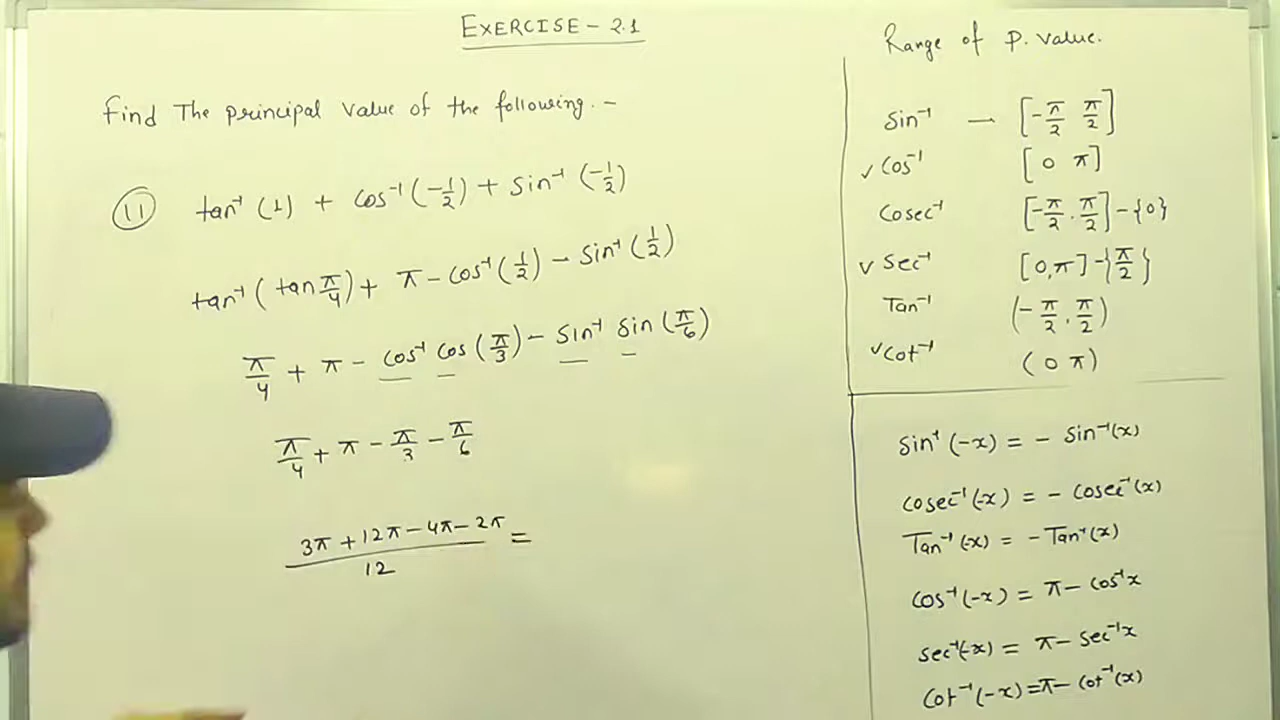 EXERCISE - 2.1
Find The principal value of the following. -
(11) tan⁻¹ (1) + cos⁻¹ (-1/2) + sin⁻¹ (-1/2)
tan⁻¹ (tan π/4) + π - cos⁻¹ (1/2) - sin⁻¹ (1/2)
π/4 + π - cos⁻¹ cos (π/3) - sin⁻¹ sin (π/6)
π/4 + π - π/3 - π/6
3π + 12π - 4π - 2π / 12 =
Range of P. value.
Sin⁻¹ — [-π/2 π/2]
✓ Cos⁻¹ [0 π]
Cosec⁻¹ [-π/2 . π/2] - {0}
✓ Sec⁻¹ [0,π] - {π/2}
Tan⁻¹ (-π/2 . π/2)
✓ Cot⁻¹ (0 π)
Sin⁻¹ (-x) = - Sin⁻¹(x)
Cosec⁻¹ (-x) = - Cosec⁻¹ (x)
Tan⁻¹ (-x) = - Tan⁻¹ (x)
Cos⁻¹ (-x) = π - Cos⁻¹ x
Sec⁻¹ (-x) = π - Sec⁻¹ x
Cot⁻¹ (-x) = π - Cot⁻¹ (x)